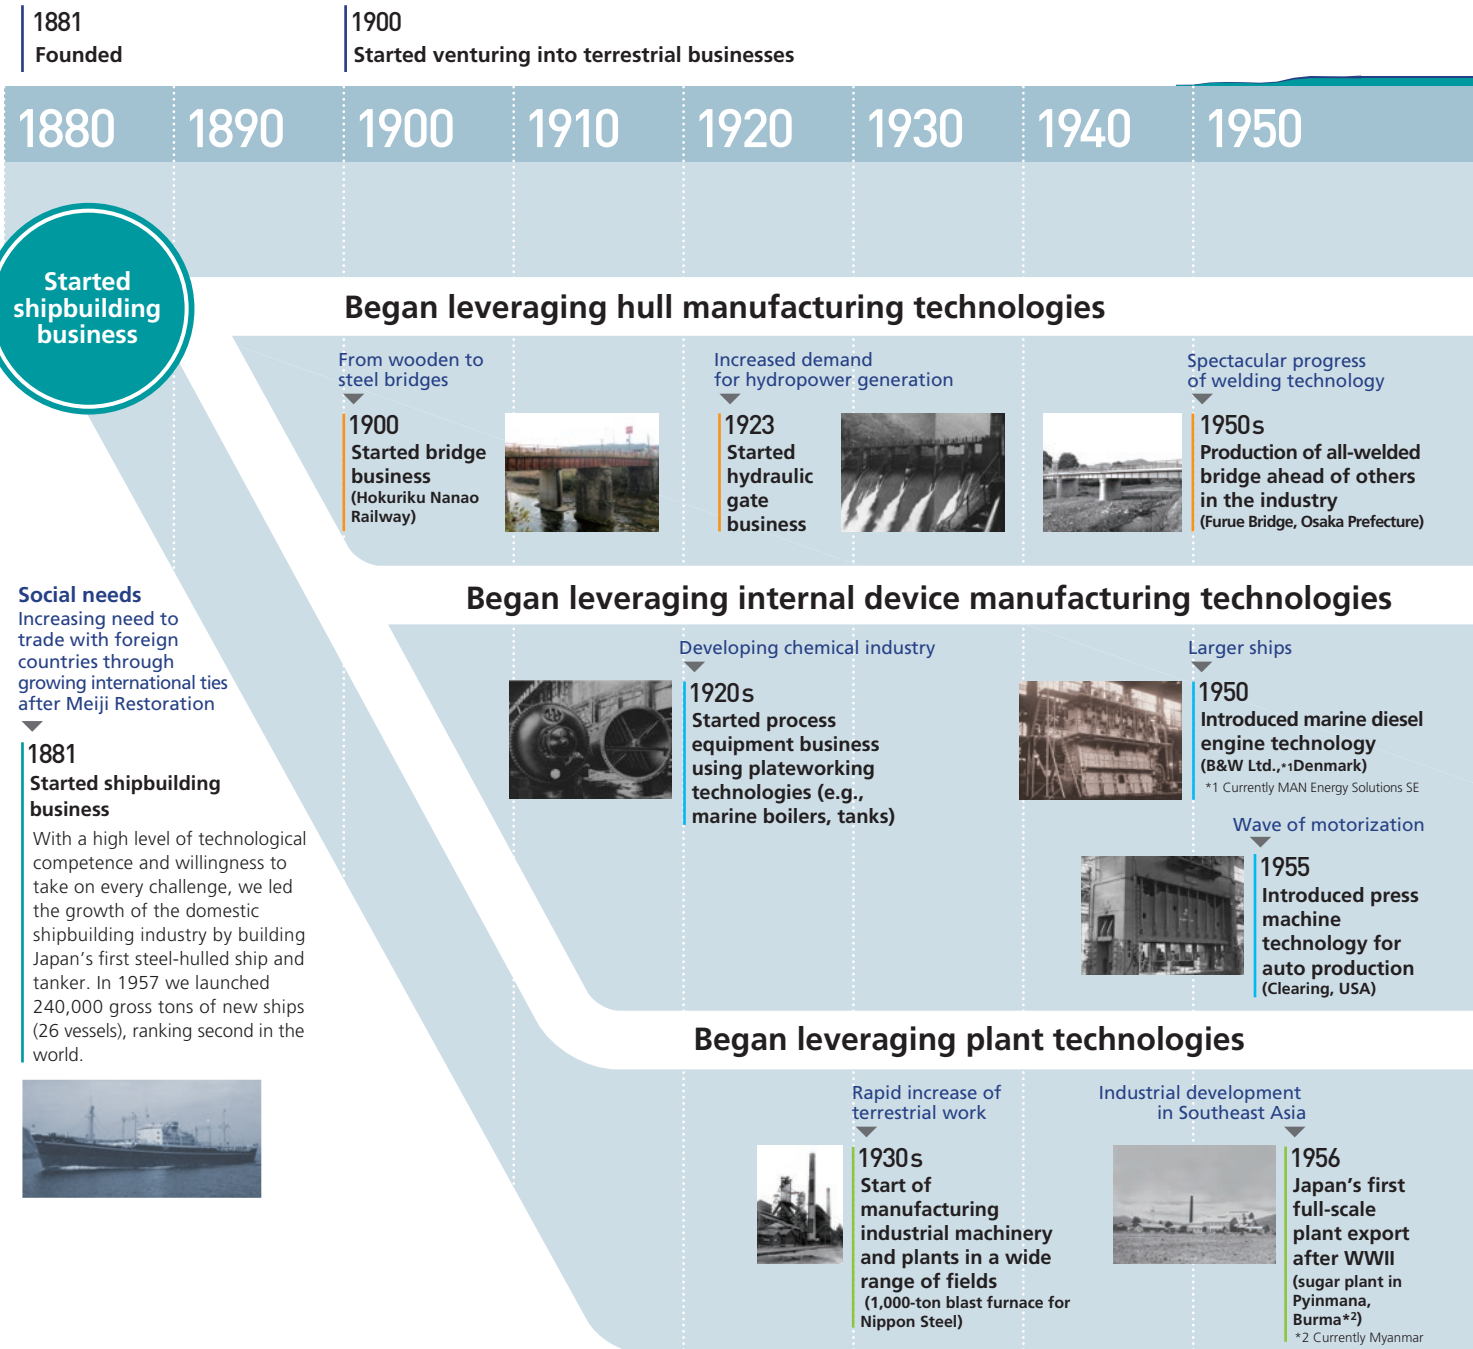 1881
Founded
1900
Started venturing into terrestrial businesses
1880
1890
1900
1910
1920
1930
1940
1950
Started
shipbuilding
business
Began leveraging hull manufacturing technologies
From wooden to
steel bridges
1900
Started bridge
business
(Hokuriku Nanao
Railway)
Increased demand
for hydropower generation
1923
Started
hydraulic
gate
business
Spectacular progress
of welding technology
1950s
Production of all-welded
bridge ahead of others
in the industry
(Furue Bridge, Osaka Prefecture)
Social needs
Increasing need to
trade with foreign
countries through
growing international ties
after Meiji Restoration
1881
Started shipbuilding
business
With a high level of technological
competence and willingness to
take on every challenge, we led
the growth of the domestic
shipbuilding industry by building
Japan's first steel-hulled ship and
tanker. In 1957 we launched
240,000 gross tons of new ships
(26 vessels), ranking second in the
world.
Began leveraging internal device manufacturing technologies
Developing chemical industry
1920s
Started process
equipment business
using plateworking
technologies (e.g.,
marine boilers, tanks)
Larger ships
1950
Introduced marine diesel
engine technology
(B&W Ltd.,*1Denmark)
*1 Currently MAN Energy Solutions SE
Wave of motorization
1955
Introduced press
machine
technology for
auto production
(Clearing, USA)
Began leveraging plant technologies
Rapid increase of
terrestrial work
1930s
Start of
manufacturing
industrial machinery
and plants in a wide
range of fields
(1,000-ton blast furnace for
Nippon Steel)
Industrial development
in Southeast Asia
1956
Japan's first
full-scale
plant export
after WWII
(sugar plant in
Pyinmana,
Burma*2)
*2 Currently Myanmar